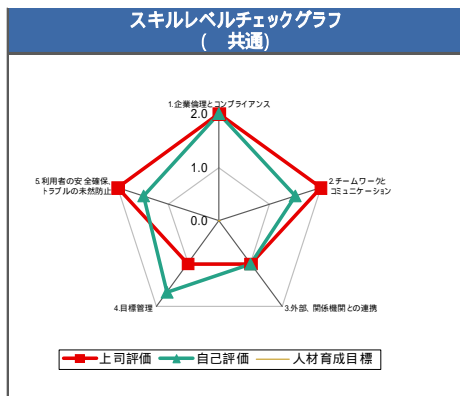 スキルレベルチェックグラフ
(　共通)
1.企業倫理とコンプライアンス
2.0
1.0
0.0
5.利用者の安全確保、
トラブルの未然防止
2.チームワークと
コミュニケーション
4.目標管理
3.外部、関係機関との連携
上司評価
自己評価
人材育成目標